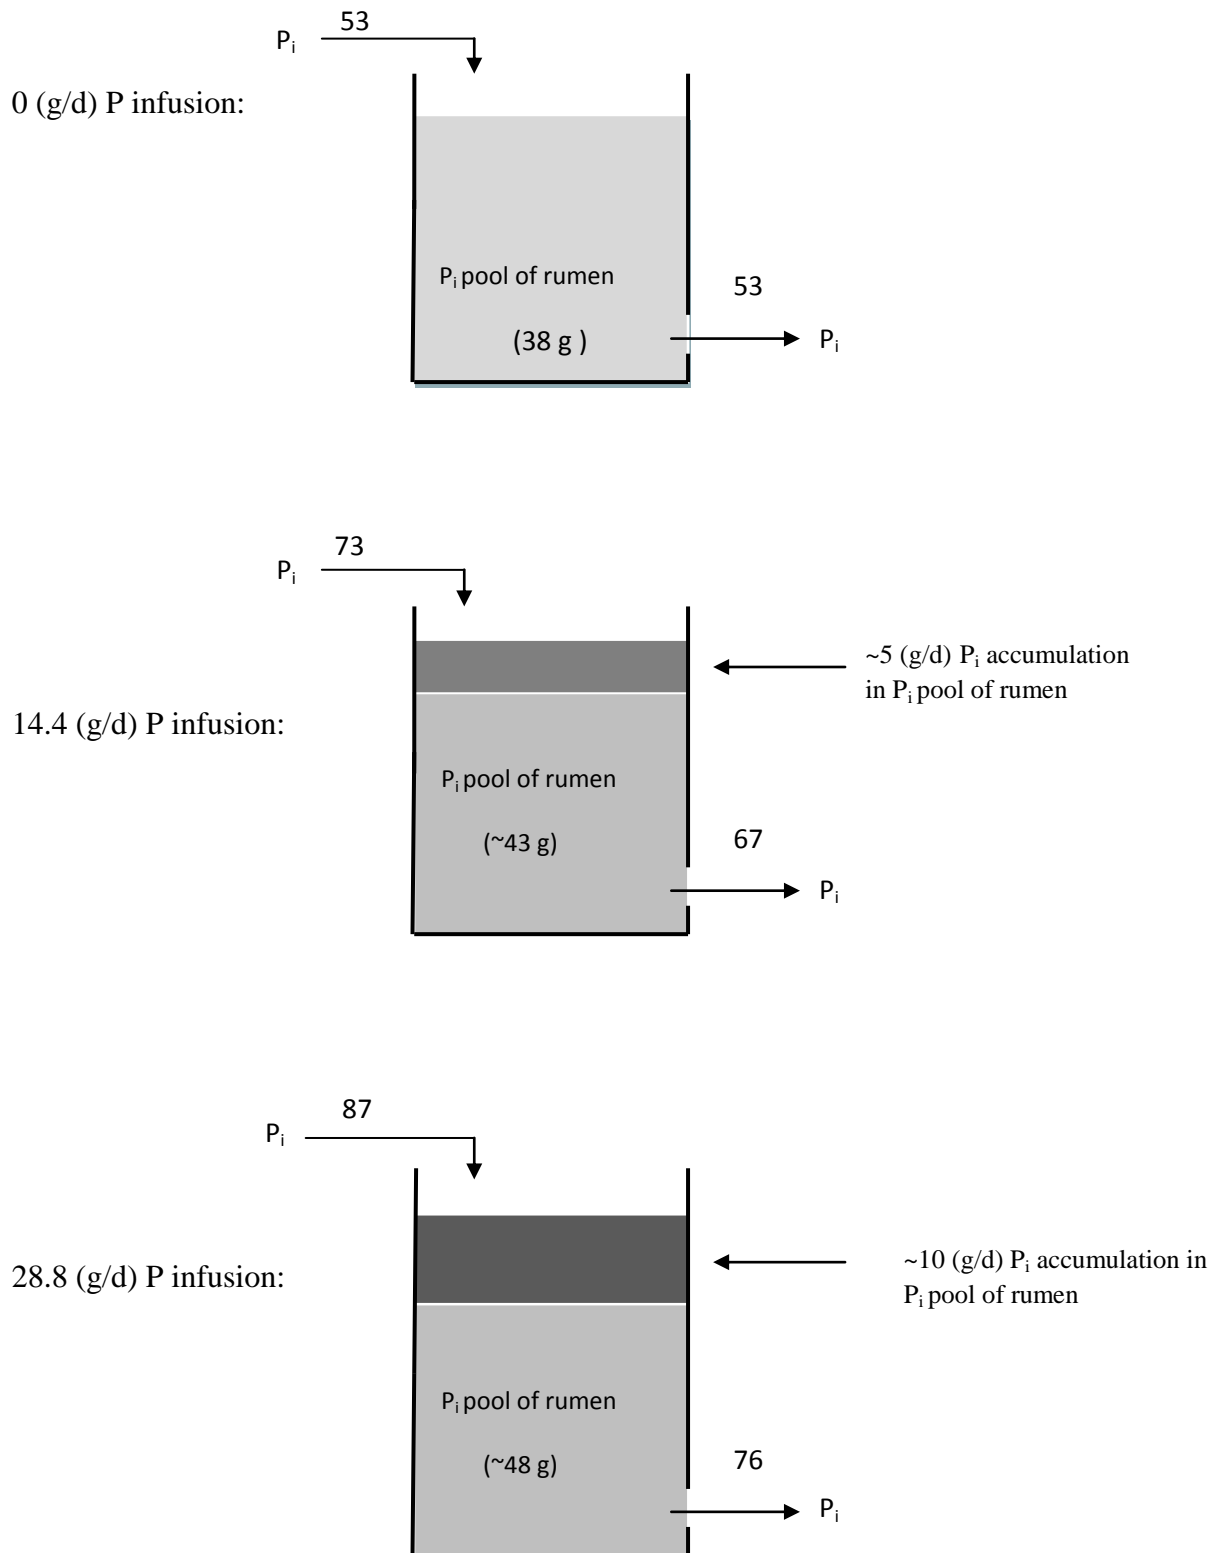 53
Pi
0 (g/d) P infusion:
Pi pool of rumen
53
(38 g )
Pi
73
Pi
~5 (g/d) Pi accumulation
in Pi pool of rumen
14.4 (g/d) P infusion:
Pi pool of rumen
(~43 g)
67
Pi
87
Pi
~10 (g/d) Pi accumulation in
Pi pool of rumen
28.8 (g/d) P infusion:
Pi pool of rumen
(~48 g)
76
Pi